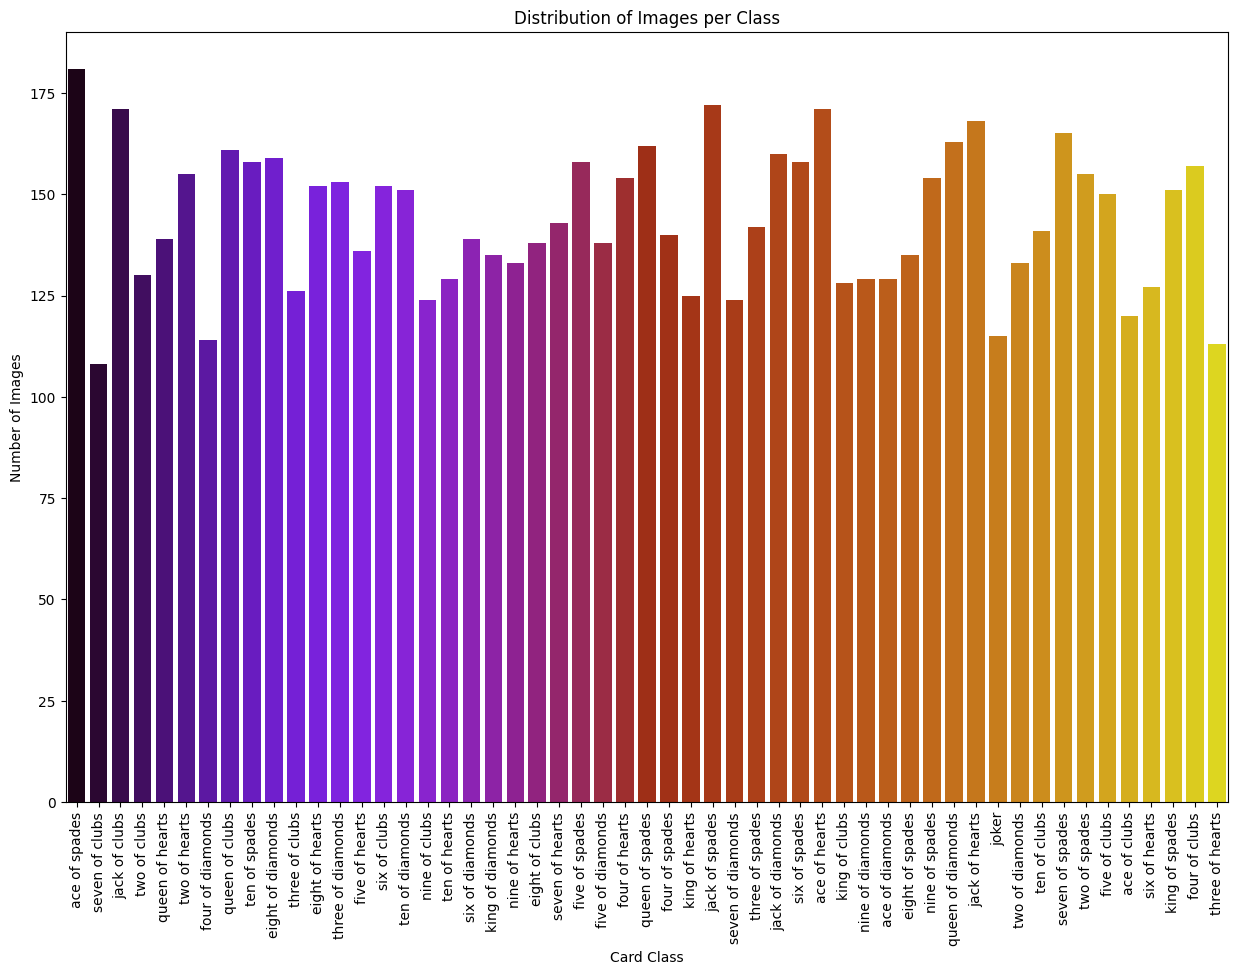 Distribution of Images per Class
Number of Images
175
150
125
100
75
50
25
0
ace of spades
seven of clubs
jack of clubs
two of clubs
queen of hearts
two of hearts
four of diamonds
queen of clubs
ten of spades
eight of diamonds
three of clubs
eight of hearts
three of diamonds
five of hearts
six of clubs
ten of diamonds
nine of clubs
ten of hearts
six of diamonds
king of diamonds
nine of hearts
eight of clubs
seven of hearts
five of spades
five of diamonds
four of hearts
queen of spades
four of spades
king of hearts
jack of spades
seven of diamonds
three of spades
jack of diamonds
six of spades
ace of hearts
king of clubs
nine of diamonds
ace of diamonds
eight of spades
nine of spades
queen of diamonds
jack of hearts
joker
two of diamonds
ten of clubs
seven of spades
two of spades
five of clubs
ace of clubs
six of hearts
king of spades
four of clubs
three of hearts
Card Class